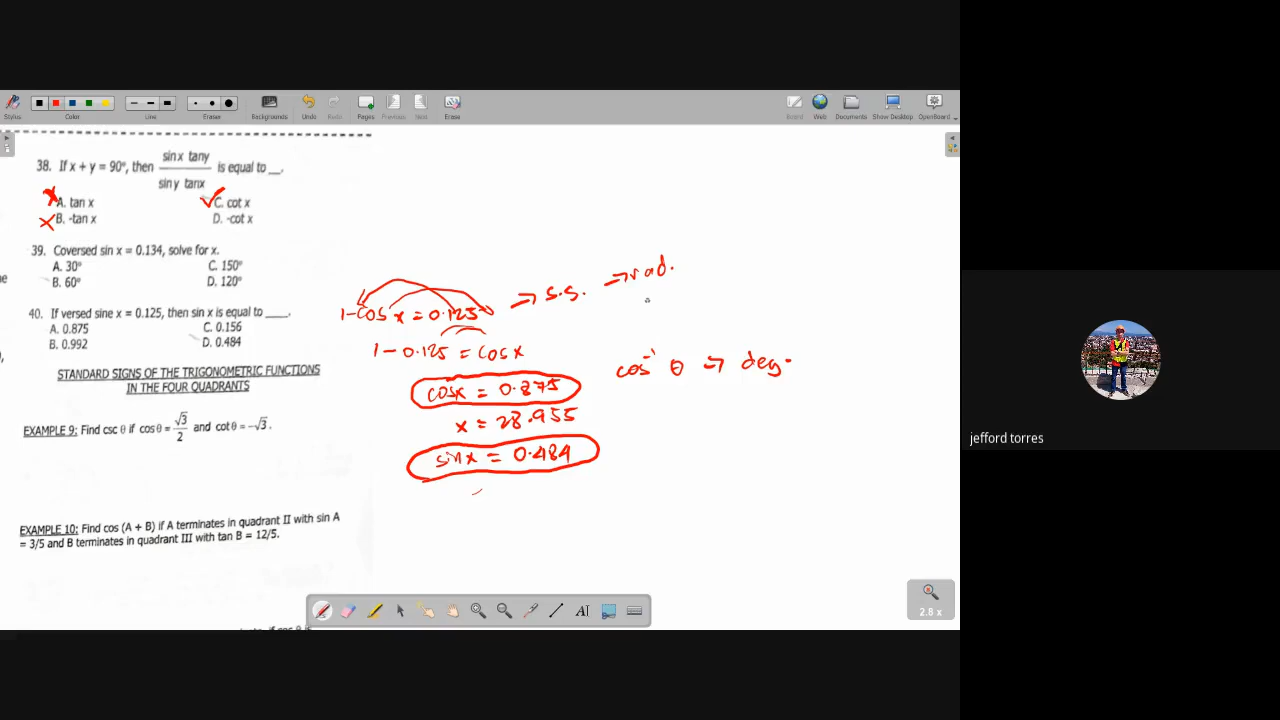 Stylus
Color
Line
Eraser
Backgrounds
Undo
Redo
Pages
Previous
Next
Erase
Board
Web
Documents
Show Desktop
OpenBoard
38. If x + y = 90°, then sin x tany / sin y tanx is equal to __.
A. tan x
C. cot x
B. -tan x
D. -cot x
39. Coversed sin x = 0.134, solve for x.
A. 30°
C. 150°
B. 60°
D. 120°
40. If versed sine x = 0.125, then sin x is equal to ____.
A. 0.875
C. 0.156
B. 0.992
D. 0.484
STANDARD SIGNS OF THE TRIGONOMETRIC FUNCTIONS
IN THE FOUR QUADRANTS
EXAMPLE 9: Find csc θ if cos θ = √3/2 and cot θ = -√3.
EXAMPLE 10: Find cos (A + B) if A terminates in quadrant II with sin A
= 3/5 and B terminates in quadrant III with tan B = 12/5.
1-cos x = 0.125 → s.s. → rad.
1 - 0.125 = cos x
cosx = 0.875
x = 28.955
sin x = 0.484
cos⁻¹ θ → deg.
2.8 x
jefford torres